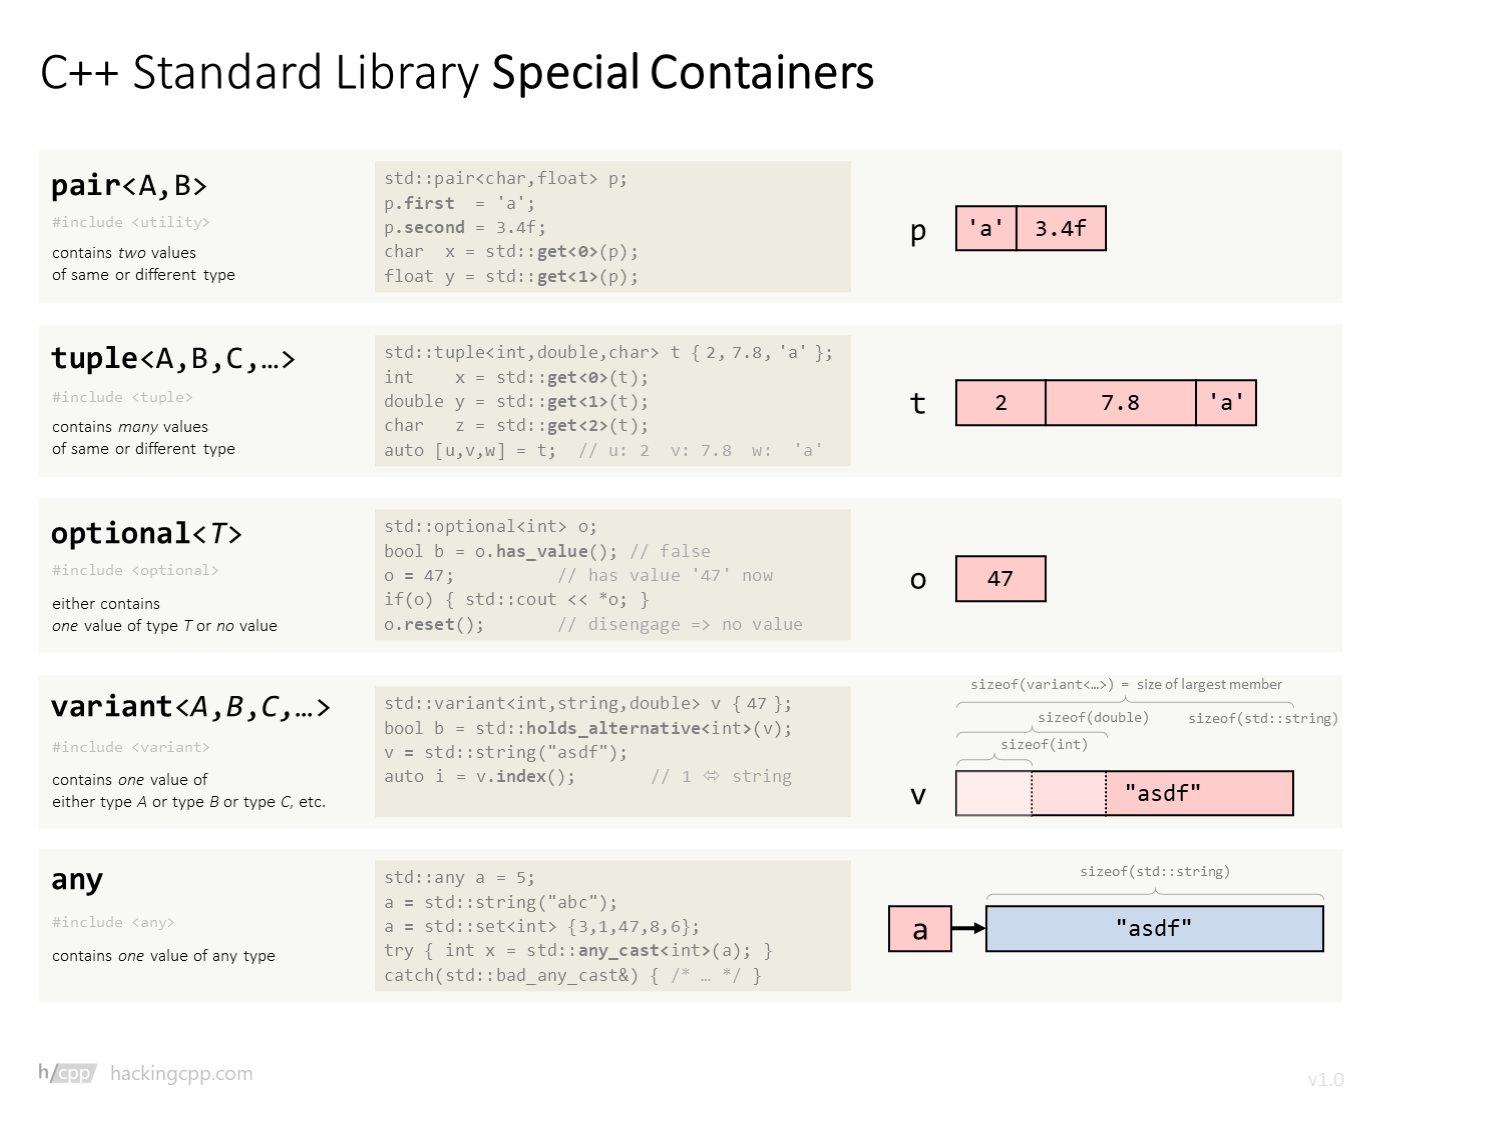 C++ Standard Library Special Containers
pair<A,B>
#include <utility>
contains two values
of same or different type
std::pair<char,float> p;
p.first  = 'a';
p.second = 3.4f;
char  x = std::get<0>(p);
float y = std::get<1>(p);
p
'a' 3.4f
tuple<A,B,C,…>
#include <tuple>
contains many values
of same or different type
std::tuple<int,double,char> t { 2, 7.8, 'a' };
int    x = std::get<0>(t);
double y = std::get<1>(t);
char   z = std::get<2>(t);
auto [u,v,w] = t;  // u: 2  v: 7.8  w:  'a'
t
2 7.8 'a'
optional<T>
#include <optional>
either contains
one value of type T or no value
std::optional<int> o;
bool b = o.has_value(); // false
o = 47;          // has value '47' now
if(o) { std::cout << *o; }
o.reset();       // disengage => no value
o
47
variant<A,B,C,…>
#include <variant>
contains one value of
either type A or type B or type C, etc.
std::variant<int,string,double> v { 47 };
bool b = std::holds_alternative<int>(v);
v = std::string("asdf");
auto i = v.index();       // 1 ⇔ string
sizeof(variant<…>) = size of largest member
sizeof(double) sizeof(std::string)
sizeof(int)
v
"asdf"
any
#include <any>
contains one value of any type
std::any a = 5;
a = std::string("abc");
a = std::set<int> {3,1,47,8,6};
try { int x = std::any_cast<int>(a); }
catch(std::bad_any_cast&) { /* … */ }
sizeof(std::string)
a
"asdf"
h/cpp hackingcpp.com
v1.0